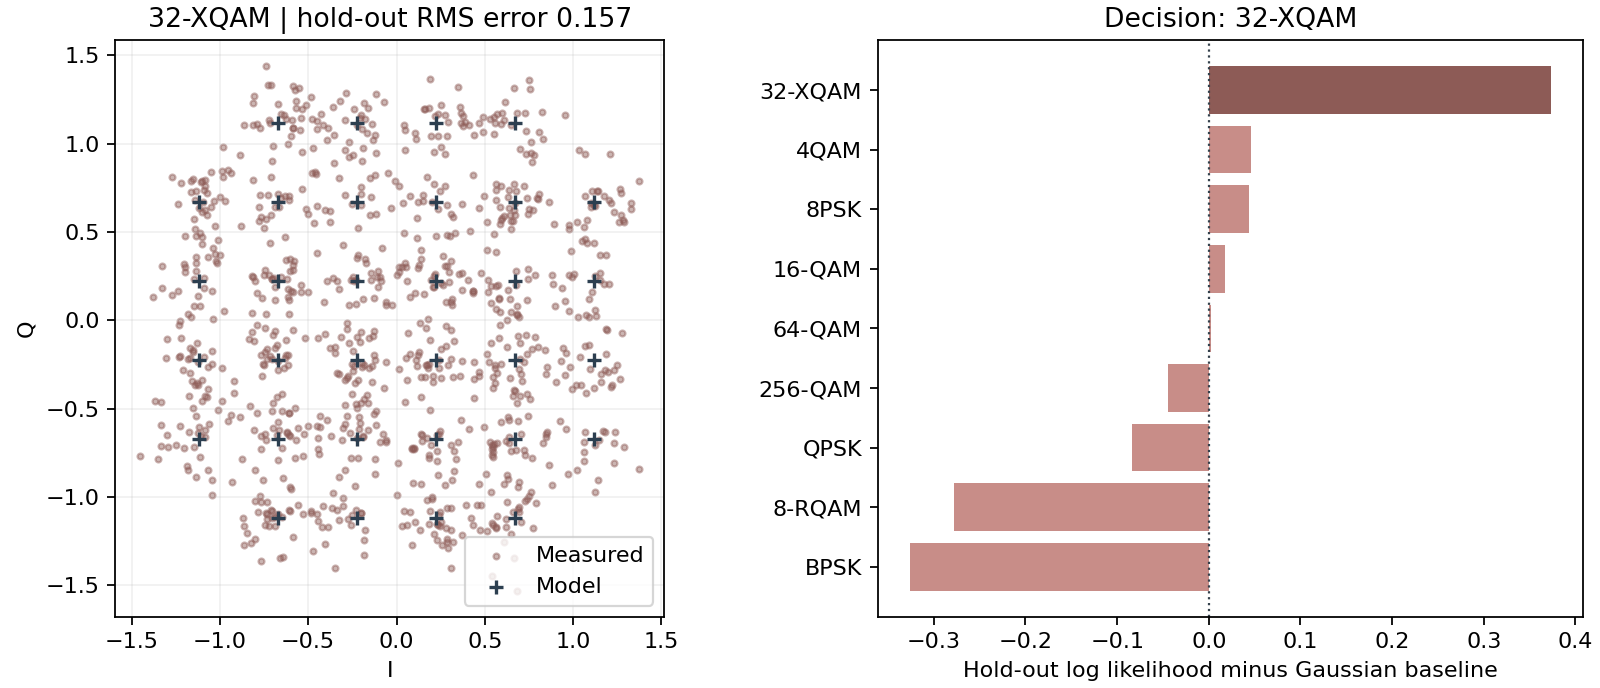 32-XQAM | hold-out RMS error 0.157
1.5
1.0
0.5
0.0
−0.5
−1.0
−1.5
Q
Measured
Model
−1.5
−1.0
−0.5
0.0
0.5
1.0
1.5
I
Decision: 32-XQAM
32-XQAM
4QAM
8PSK
16-QAM
64-QAM
256-QAM
QPSK
8-RQAM
BPSK
−0.3
−0.2
−0.1
0.0
0.1
0.2
0.3
0.4
Hold-out log likelihood minus Gaussian baseline